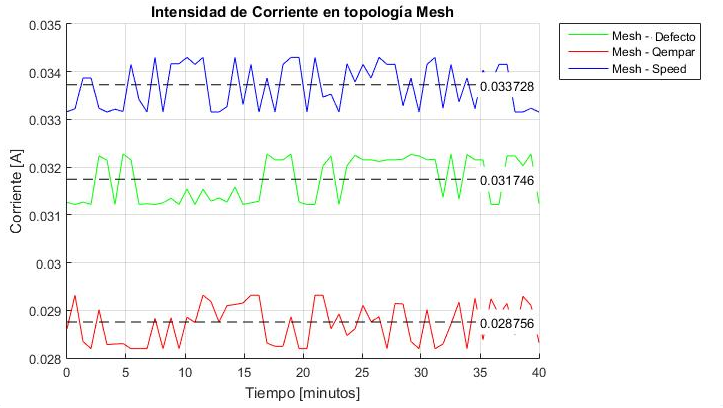 Intensidad de Corriente en topología Mesh
0.035
0.034
0.033
0.032
0.031
0.03
0.029
0.028
Corriente [A]
0.033728
0.031746
0.028756
0 5 10 15 20 25 30 35 40
Tiempo [minutos]
Mesh - Defecto
Mesh - Qempar
Mesh - Speed